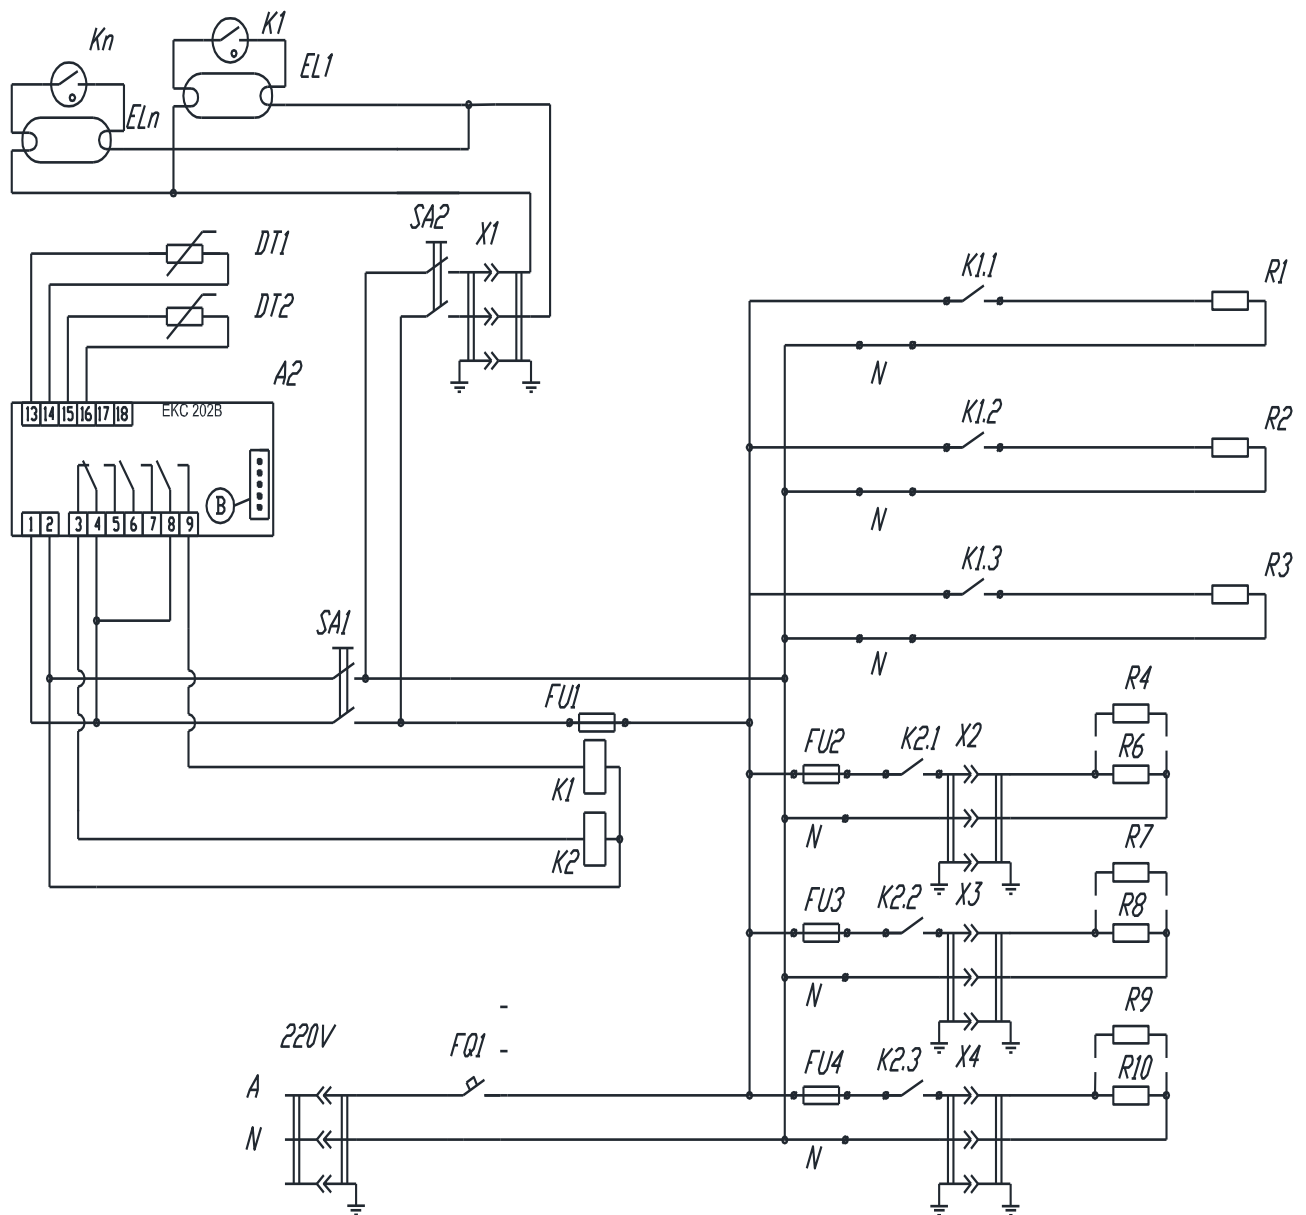 K1
Kn
EL1
ELn
SA2
X1
DT1
DT2
A2
13 14 15 16 17 18
EKC 202B
B
1 2 3 4 5 6 7 8 9
K1.1
R1
N
K1.2
R2
N
K1.3
R3
N
SA1
FU1
K1
K2
R4
FU2 K2.1 X2 R6
N
R7
FU3 K2.2 X3 R8
N
R9
220V
FQ1
FU4 K2.3 X4 R10
A
N
N